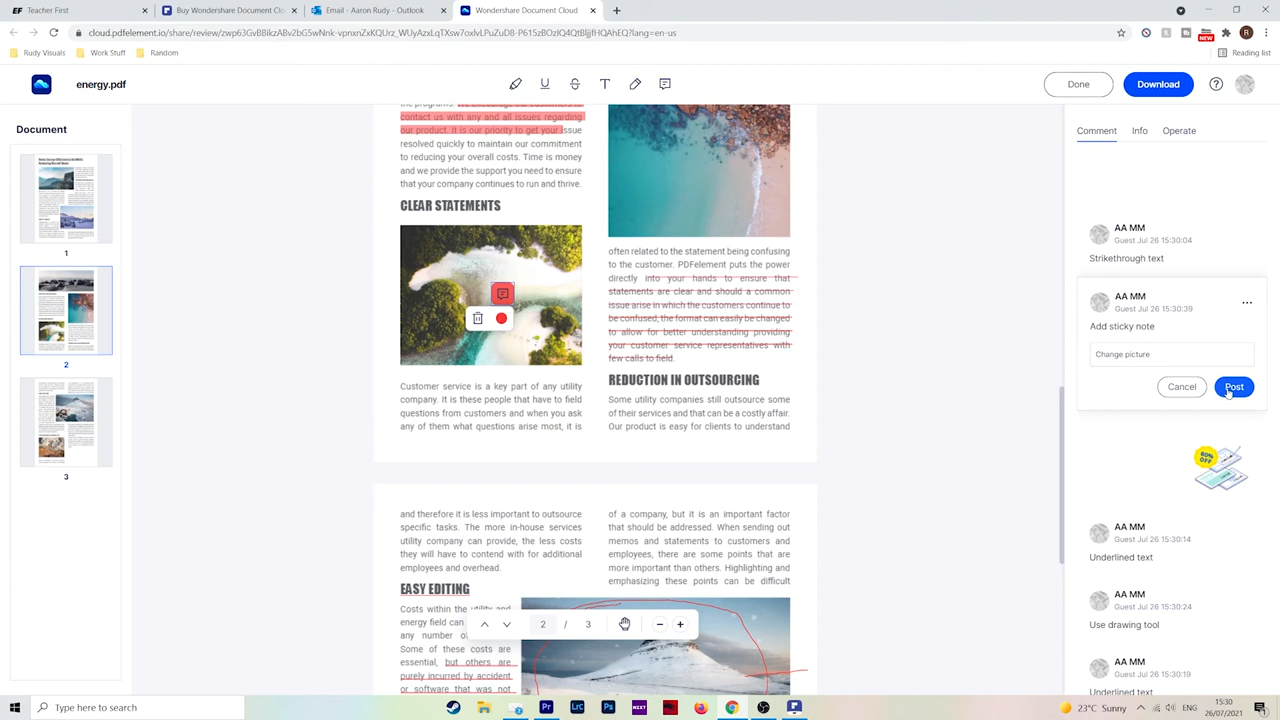 Teacher First
Buy Wondershare Document Clo
Email - Aaron Rudy - Outlook
Wondershare Document Cloud
Rudy Visuals
Work Stuff
Random
NEW
R
Reading list
energy.pdf
T
Done
Download
Document
1
2
3
contact us with any and all issues regarding
our product. It is our priority to get your issue
resolved quickly to maintain our commitment
to reducing your overall costs. Time is money
and we provide the support you need to ensure
that your company continues to run and thrive.
CLEAR STATEMENTS
Customer service is a key part of any utility
company. It is these people that have to field
questions from customers and when you ask
any of them what questions arise most, it is
often related to the statement being confusing
to the customer. PDFelement puts the power
directly into your hands to ensure that
statements are clear and should a common
issue arise in which the customers continue to
be confused, the format can easily be changed
to allow for better understanding providing
your customer service representatives with
few calls to field.
REDUCTION IN OUTSOURCING
Some utility companies still outsource some
of their services and that can be a costly affair.
Our product is easy for clients to understand
and therefore it is less important to outsource
specific tasks. The more in-house services
utility company can provide, the less costs
they will have to contend with for additional
employees and overhead.
EASY EDITING
Costs within the utility and
energy field can
any number of
Some of these costs are
essential, but others are
purely incurred by accident
or software that was not
of a company, but it is an important factor
that should be addressed. When sending out
memos and statements to customers and
employees, there are some points that are
more important than others. Highlighting and
emphasizing these points can be difficult
2 / 3
Comment Info Operate
AA MM
Guest Jul 26 15:30:04
Strikethrough text
AA MM
Guest Jul 26 15:30:39
Add sticky note
Change picture
Cancel
Post
60% OFF
AA MM
Guest Jul 26 15:30:14
Underlined text
AA MM
Guest Jul 26 15:30:24
Use drawing tool
AA MM
Guest Jul 26 15:30:19
Underlined text
Type here to search
Pr
LrC
Ps
NZXT
23°C Sunny
15:30
26/07/2021